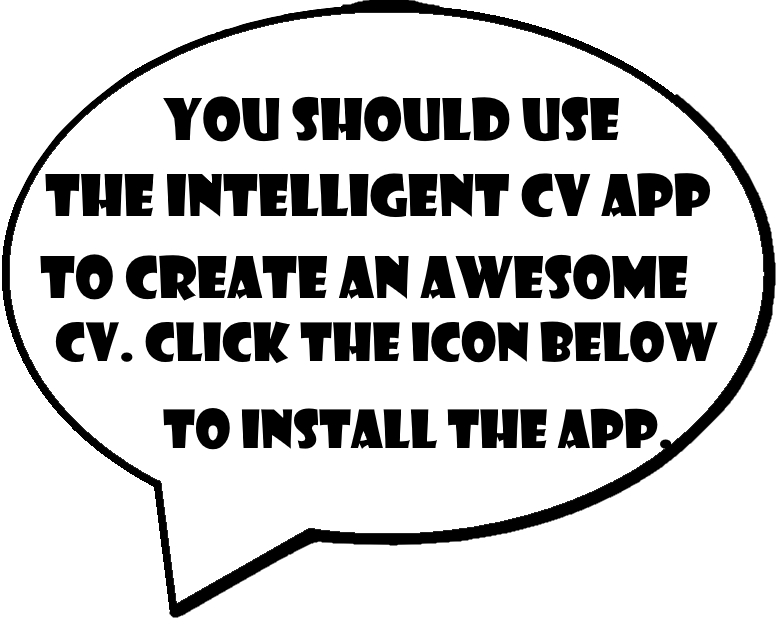 YOU SHOULD USE
THE INTELLIGENT CV APP
TO CREATE AN AWESOME
CV. CLICK THE ICON BELOW
TO INSTALL THE APP.